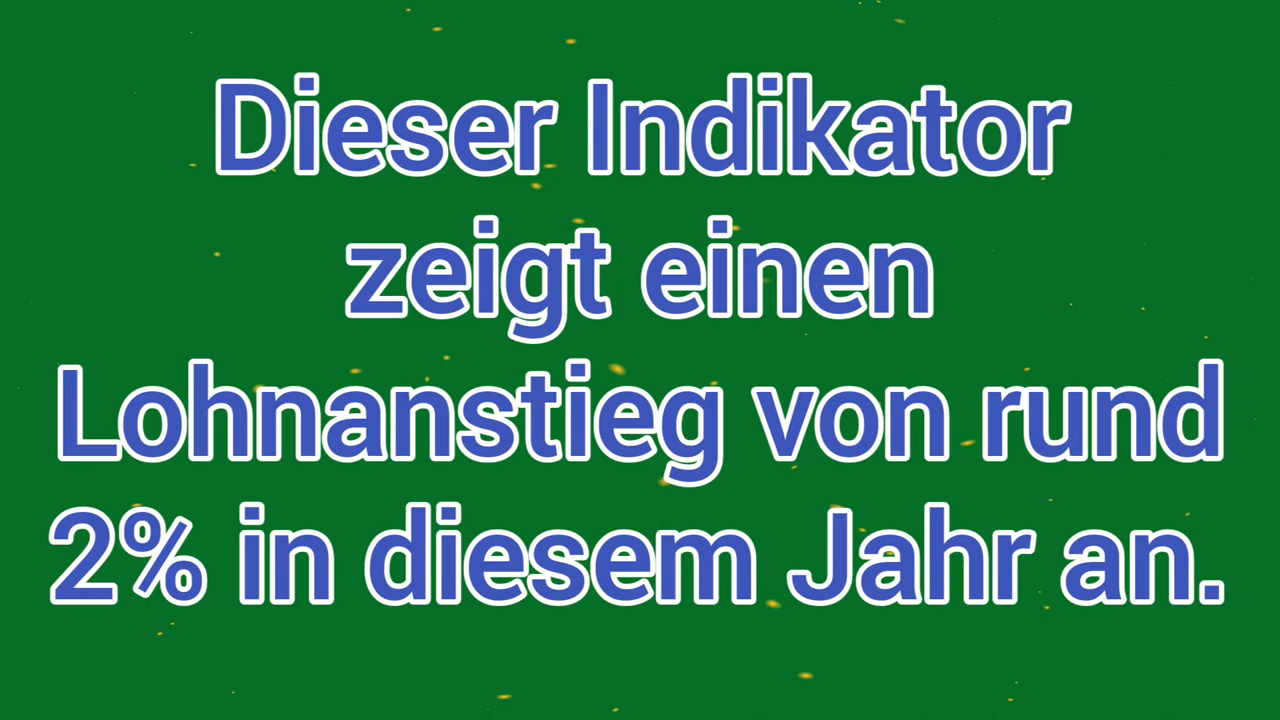 Dieser Indikator
zeigt einen
Lohnanstieg von rund
2% in diesem Jahr an.